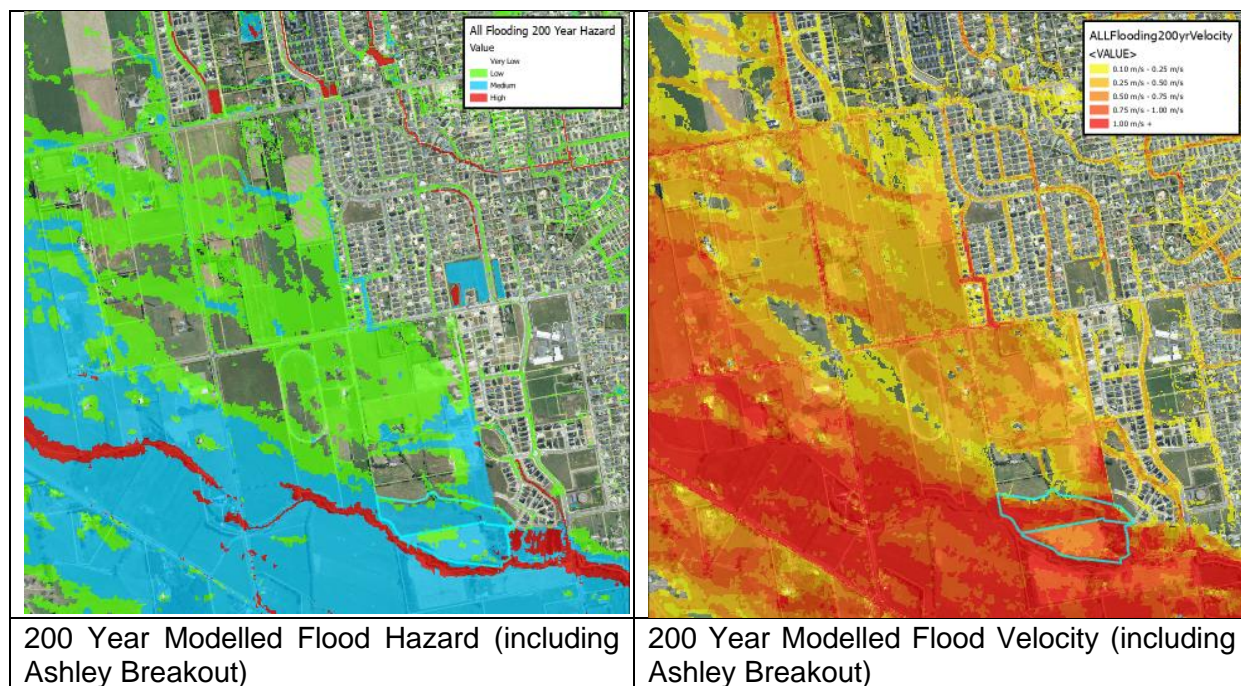 All Flooding 200 Year Hazard
Value
Very Low
Low
Medium
High
ALLFlooding200yrVelocity
<VALUE>
0.10 m/s - 0.25 m/s
0.25 m/s - 0.50 m/s
0.50 m/s - 0.75 m/s
0.75 m/s - 1.00 m/s
1.00 m/s +
200 Year Modelled Flood Hazard (including
Ashley Breakout)
200 Year Modelled Flood Velocity (including
Ashley Breakout)